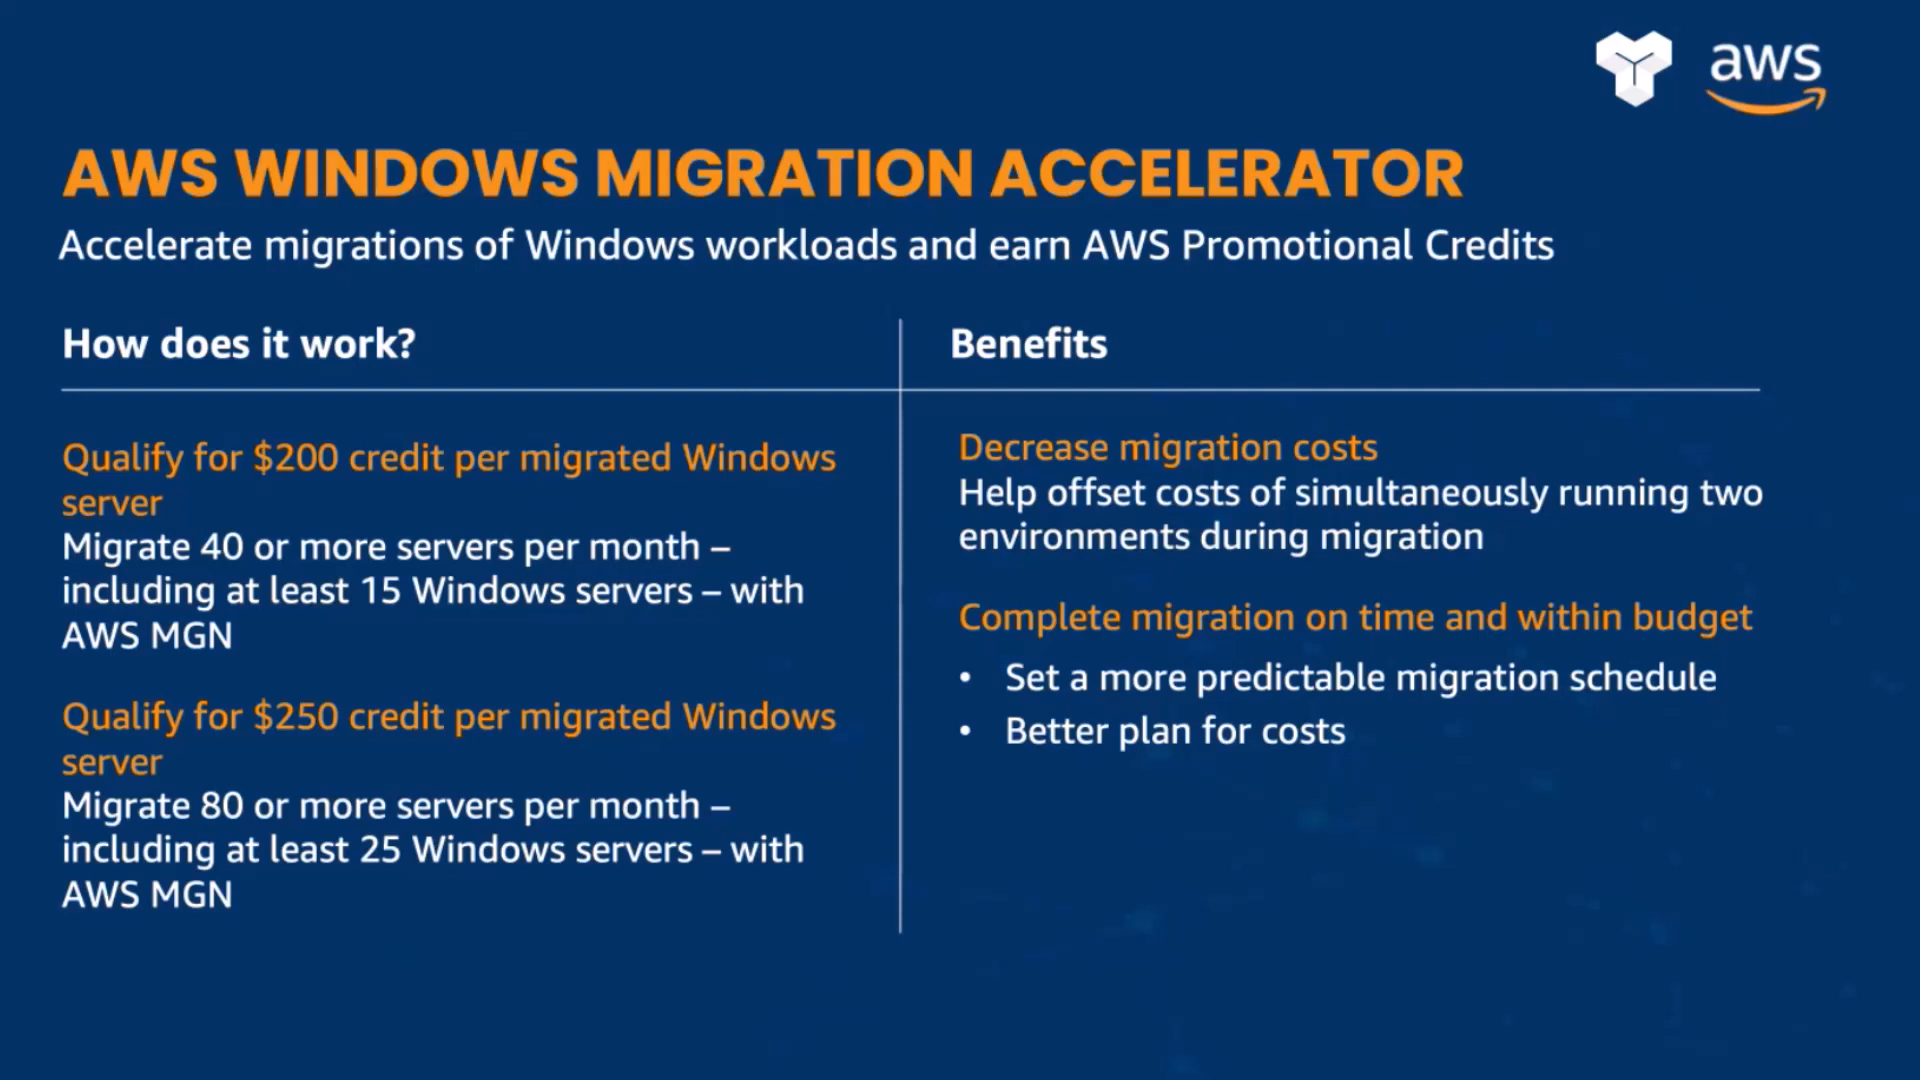 aws
AWS WINDOWS MIGRATION ACCELERATOR
Accelerate migrations of Windows workloads and earn AWS Promotional Credits
How does it work?
Qualify for $200 credit per migrated Windows
server
Migrate 40 or more servers per month –
including at least 15 Windows servers – with
AWS MGN
Qualify for $250 credit per migrated Windows
server
Migrate 80 or more servers per month –
including at least 25 Windows servers – with
AWS MGN
Benefits
Decrease migration costs
Help offset costs of simultaneously running two
environments during migration
Complete migration on time and within budget
• Set a more predictable migration schedule
• Better plan for costs